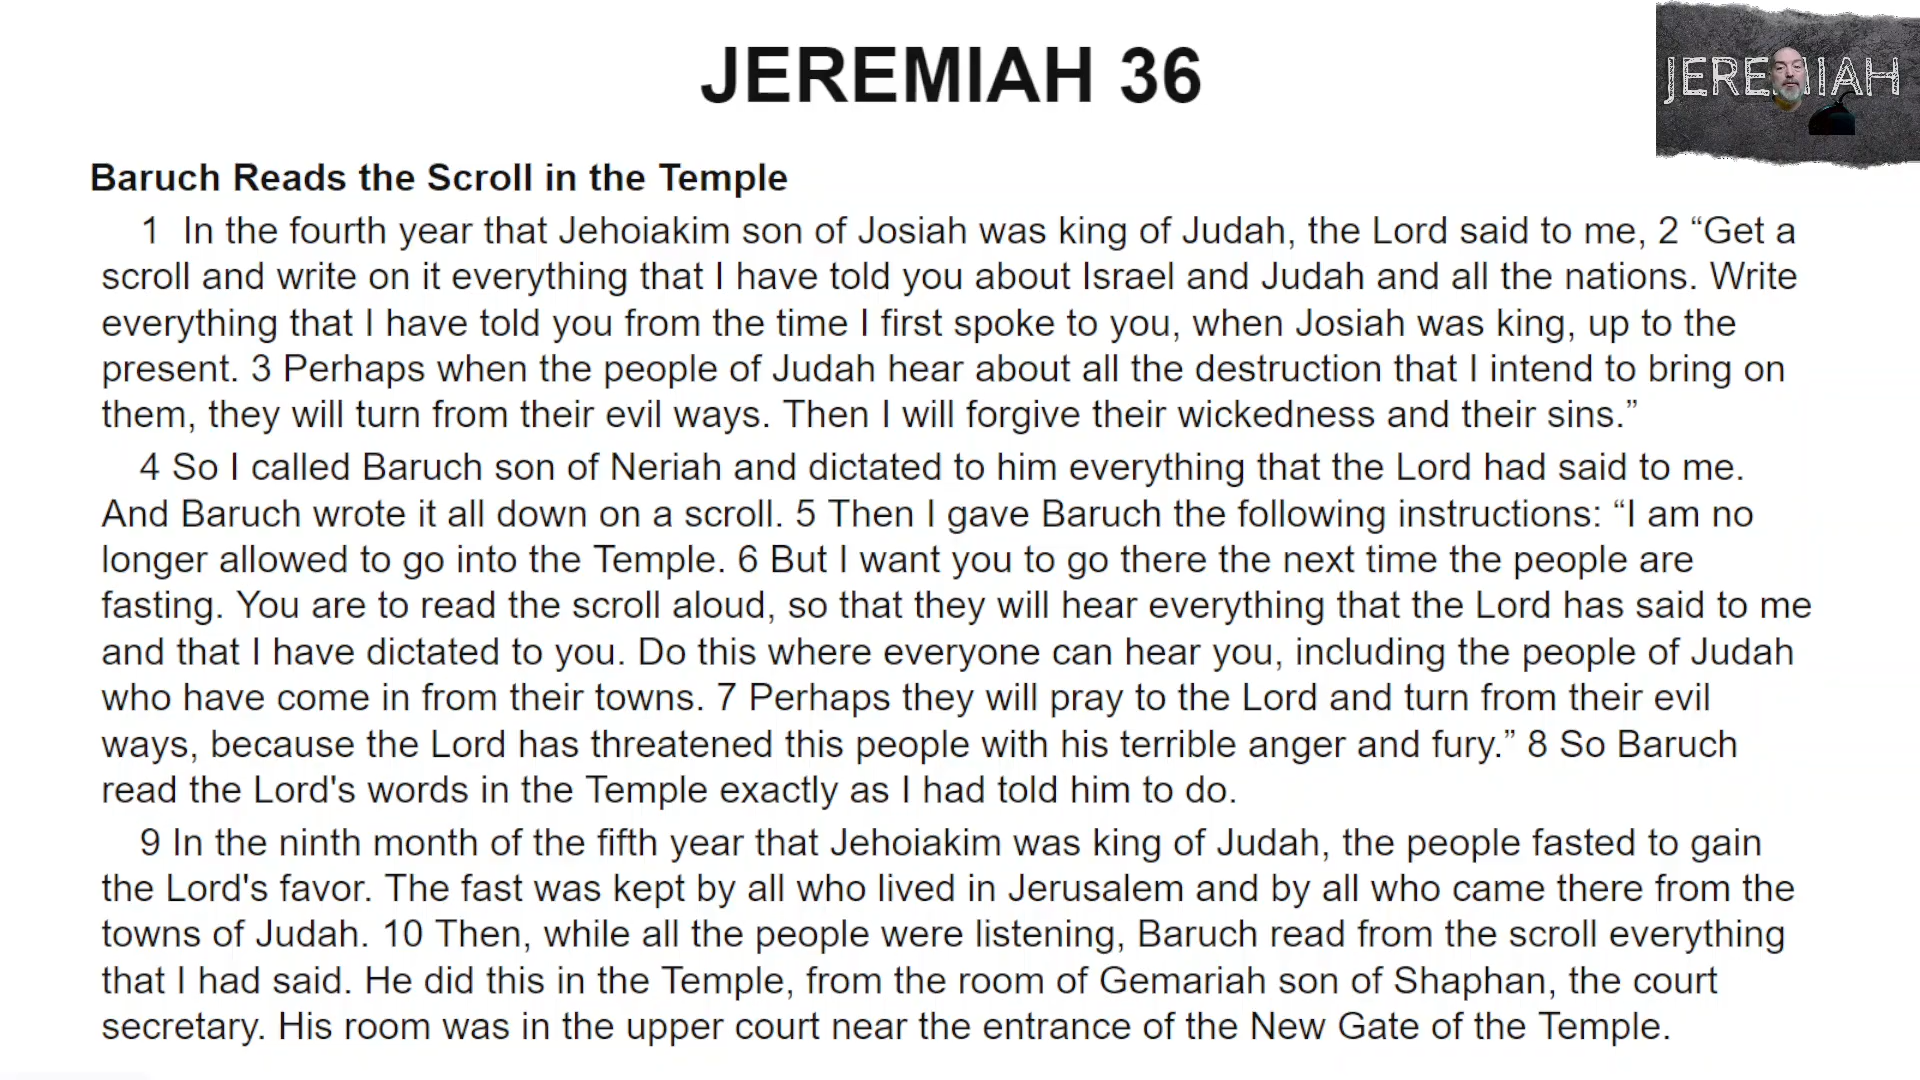 JEREMIAH 36
JEREMIAH
Baruch Reads the Scroll in the Temple
1 In the fourth year that Jehoiakim son of Josiah was king of Judah, the Lord said to me, 2 “Get a
scroll and write on it everything that I have told you about Israel and Judah and all the nations. Write
everything that I have told you from the time I first spoke to you, when Josiah was king, up to the
present. 3 Perhaps when the people of Judah hear about all the destruction that I intend to bring on
them, they will turn from their evil ways. Then I will forgive their wickedness and their sins.”
4 So I called Baruch son of Neriah and dictated to him everything that the Lord had said to me.
And Baruch wrote it all down on a scroll. 5 Then I gave Baruch the following instructions: “I am no
longer allowed to go into the Temple. 6 But I want you to go there the next time the people are
fasting. You are to read the scroll aloud, so that they will hear everything that the Lord has said to me
and that I have dictated to you. Do this where everyone can hear you, including the people of Judah
who have come in from their towns. 7 Perhaps they will pray to the Lord and turn from their evil
ways, because the Lord has threatened this people with his terrible anger and fury.” 8 So Baruch
read the Lord's words in the Temple exactly as I had told him to do.
9 In the ninth month of the fifth year that Jehoiakim was king of Judah, the people fasted to gain
the Lord's favor. The fast was kept by all who lived in Jerusalem and by all who came there from the
towns of Judah. 10 Then, while all the people were listening, Baruch read from the scroll everything
that I had said. He did this in the Temple, from the room of Gemariah son of Shaphan, the court
secretary. His room was in the upper court near the entrance of the New Gate of the Temple.